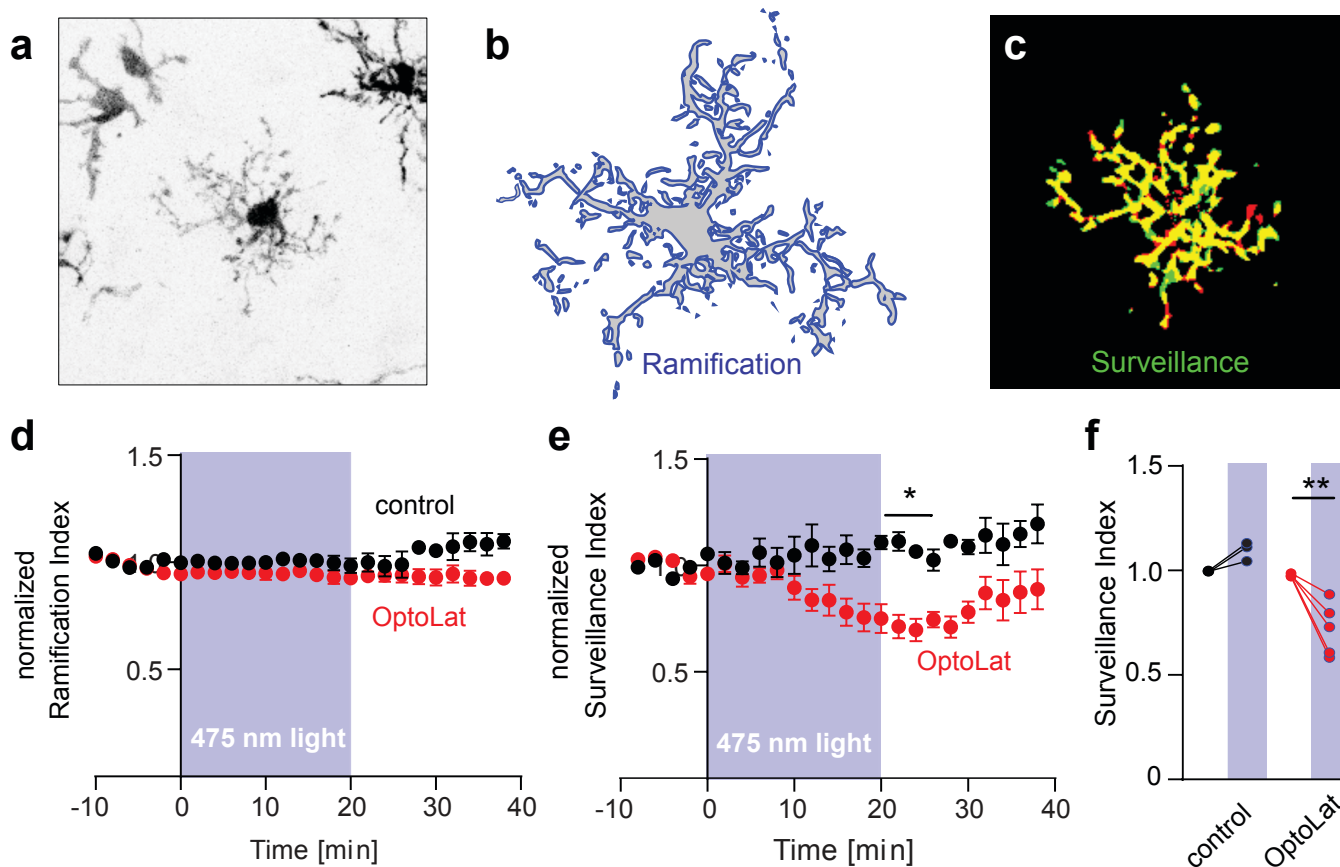 a
b
c
Ramification
Surveillance
d
normalized
Ramification Index
1.5
1.0
0.5
control
OptoLat
475 nm light
-10 0 10 20 30 40
Time [min]
e
normalized
Surveillance Index
1.5
1.0
0.5
*
OptoLat
475 nm light
-10 0 10 20 30 40
Time [min]
f
Surveillance Index
1.5
1.0
0.5
0
**
control
OptoLat